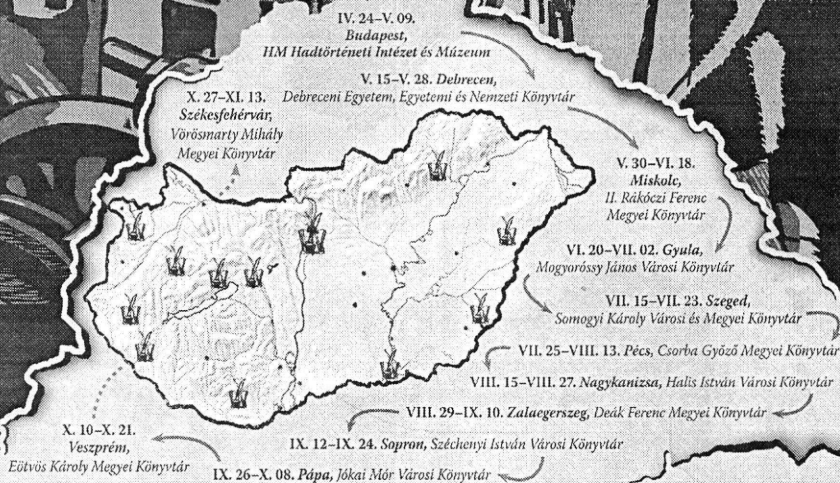 IV. 24–V. 09.
Budapest,
HM Hadtörténeti Intézet és Múzeum
V. 15–V. 28. Debrecen,
Debreceni Egyetem, Egyetemi és Nemzeti Könyvtár
V. 30–VI. 18.
Miskolc,
II. Rákóczi Ferenc
Megyei Könyvtár
VI. 20–VII. 02. Gyula,
Mogyoróssy János Városi Könyvtár
VII. 15–VII. 23. Szeged,
Somogyi Károly Városi és Megyei Könyvtár
VII. 25–VIII. 13. Pécs, Csorba Győző Megyei Könyvtár
VIII. 15–VIII. 27. Nagykanizsa, Halis István Városi Könyvtár
VIII. 29–IX. 10. Zalaegerszeg, Deák Ferenc Megyei Könyvtár
IX. 12–IX. 24. Sopron, Széchenyi István Városi Könyvtár
IX. 26–X. 08. Pápa, Jókai Mór Városi Könyvtár
X. 10–X. 21.
Veszprém,
Eötvös Károly Megyei Könyvtár
X. 27–XI. 13.
Székesfehérvár,
Vörösmarty Mihály
Megyei Könyvtár